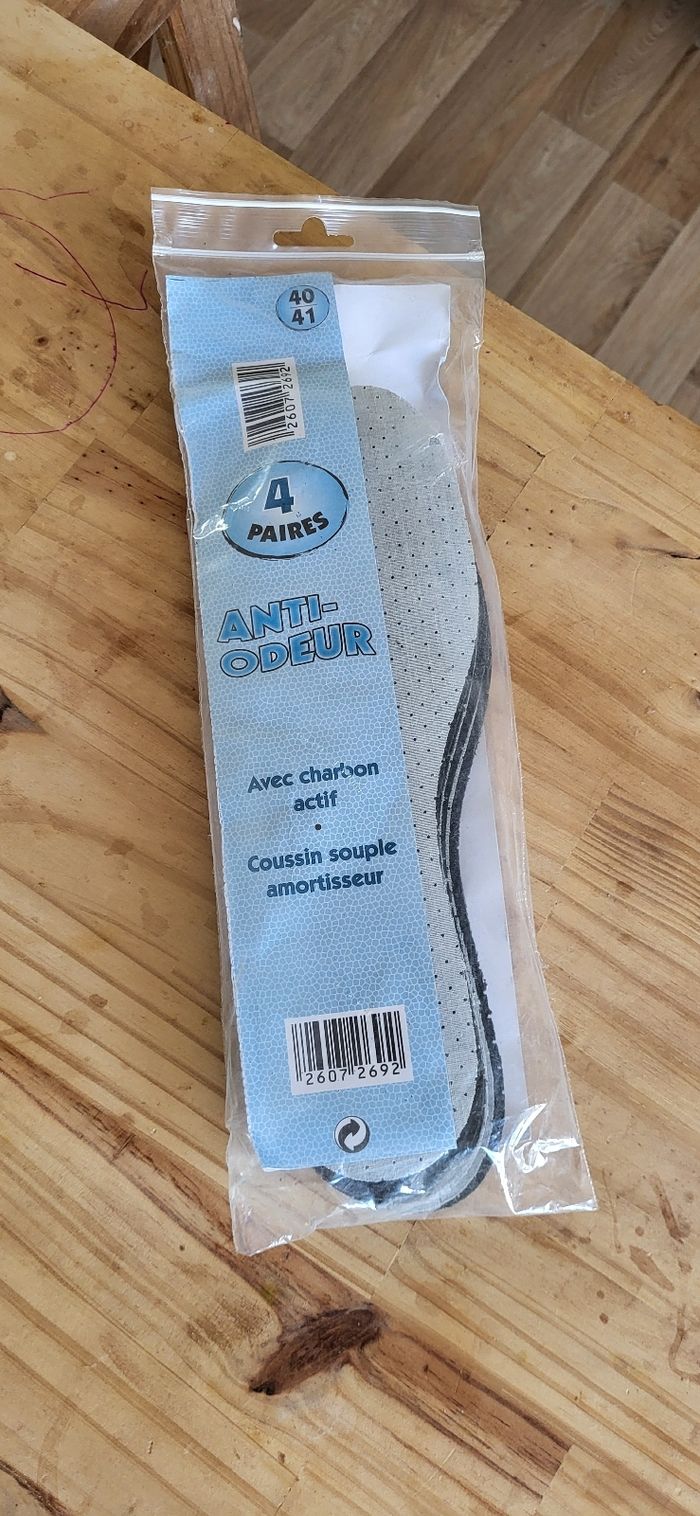 40
41
2607 2692
4
PAIRES
ANTI-
ODEUR
Avec charbon
actif
•
Coussin souple
amortisseur
2607 2692